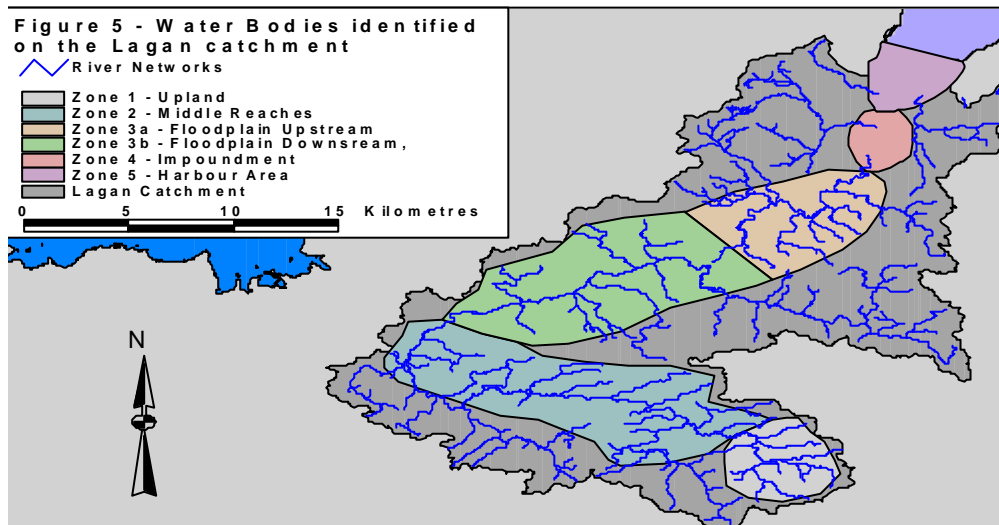 Figure 5 - Water Bodies identified
on the Lagan catchment
River Networks
Zone 1 - Upland
Zone 2 - Middle Reaches
Zone 3a - Floodplain Upstream
Zone 3b - Floodplain Downsream,
Zone 4 - Impoundment
Zone 5 - Harbour Area
Lagan Catchment
0 5 10 15 Kilometres
N